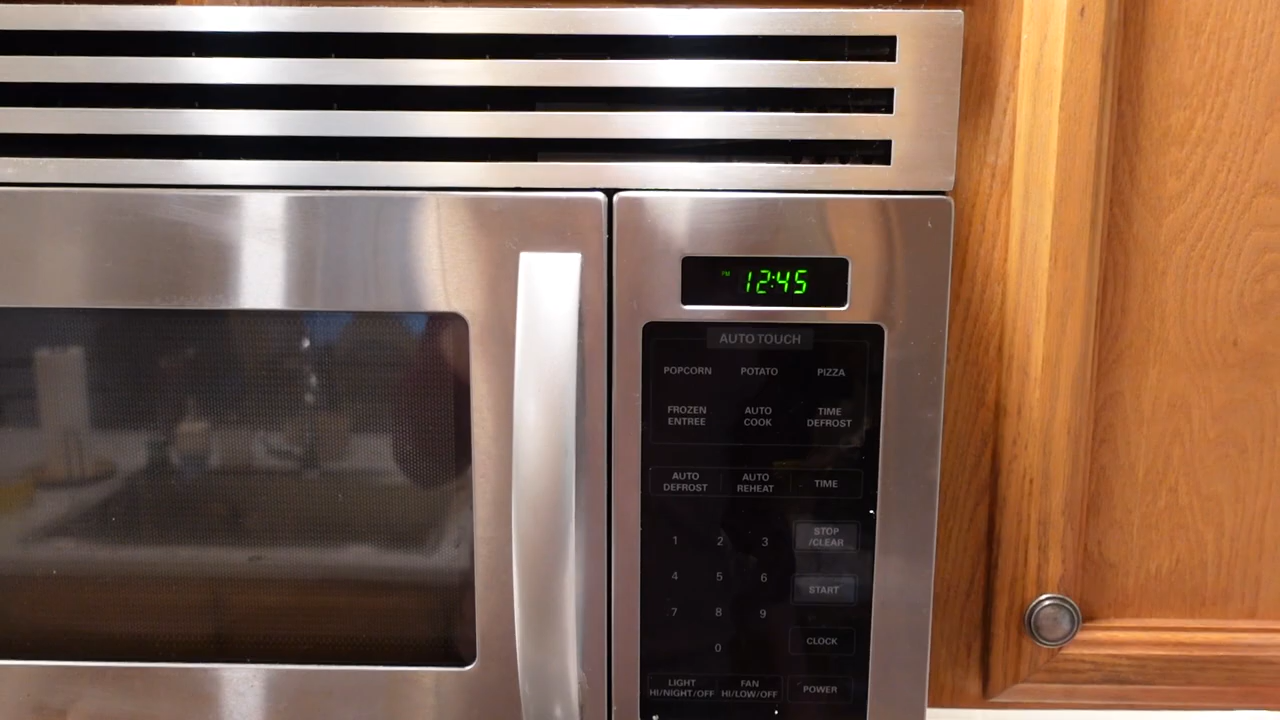 PM 12:45
AUTO TOUCH
POPCORN POTATO PIZZA
FROZEN ENTREE AUTO COOK TIME DEFROST
AUTO DEFROST AUTO REHEAT TIME
1 2 3 STOP/CLEAR
4 5 6 START
7 8 9
0 CLOCK
LIGHT HI/NIGHT/OFF FAN HI/LOW/OFF POWER